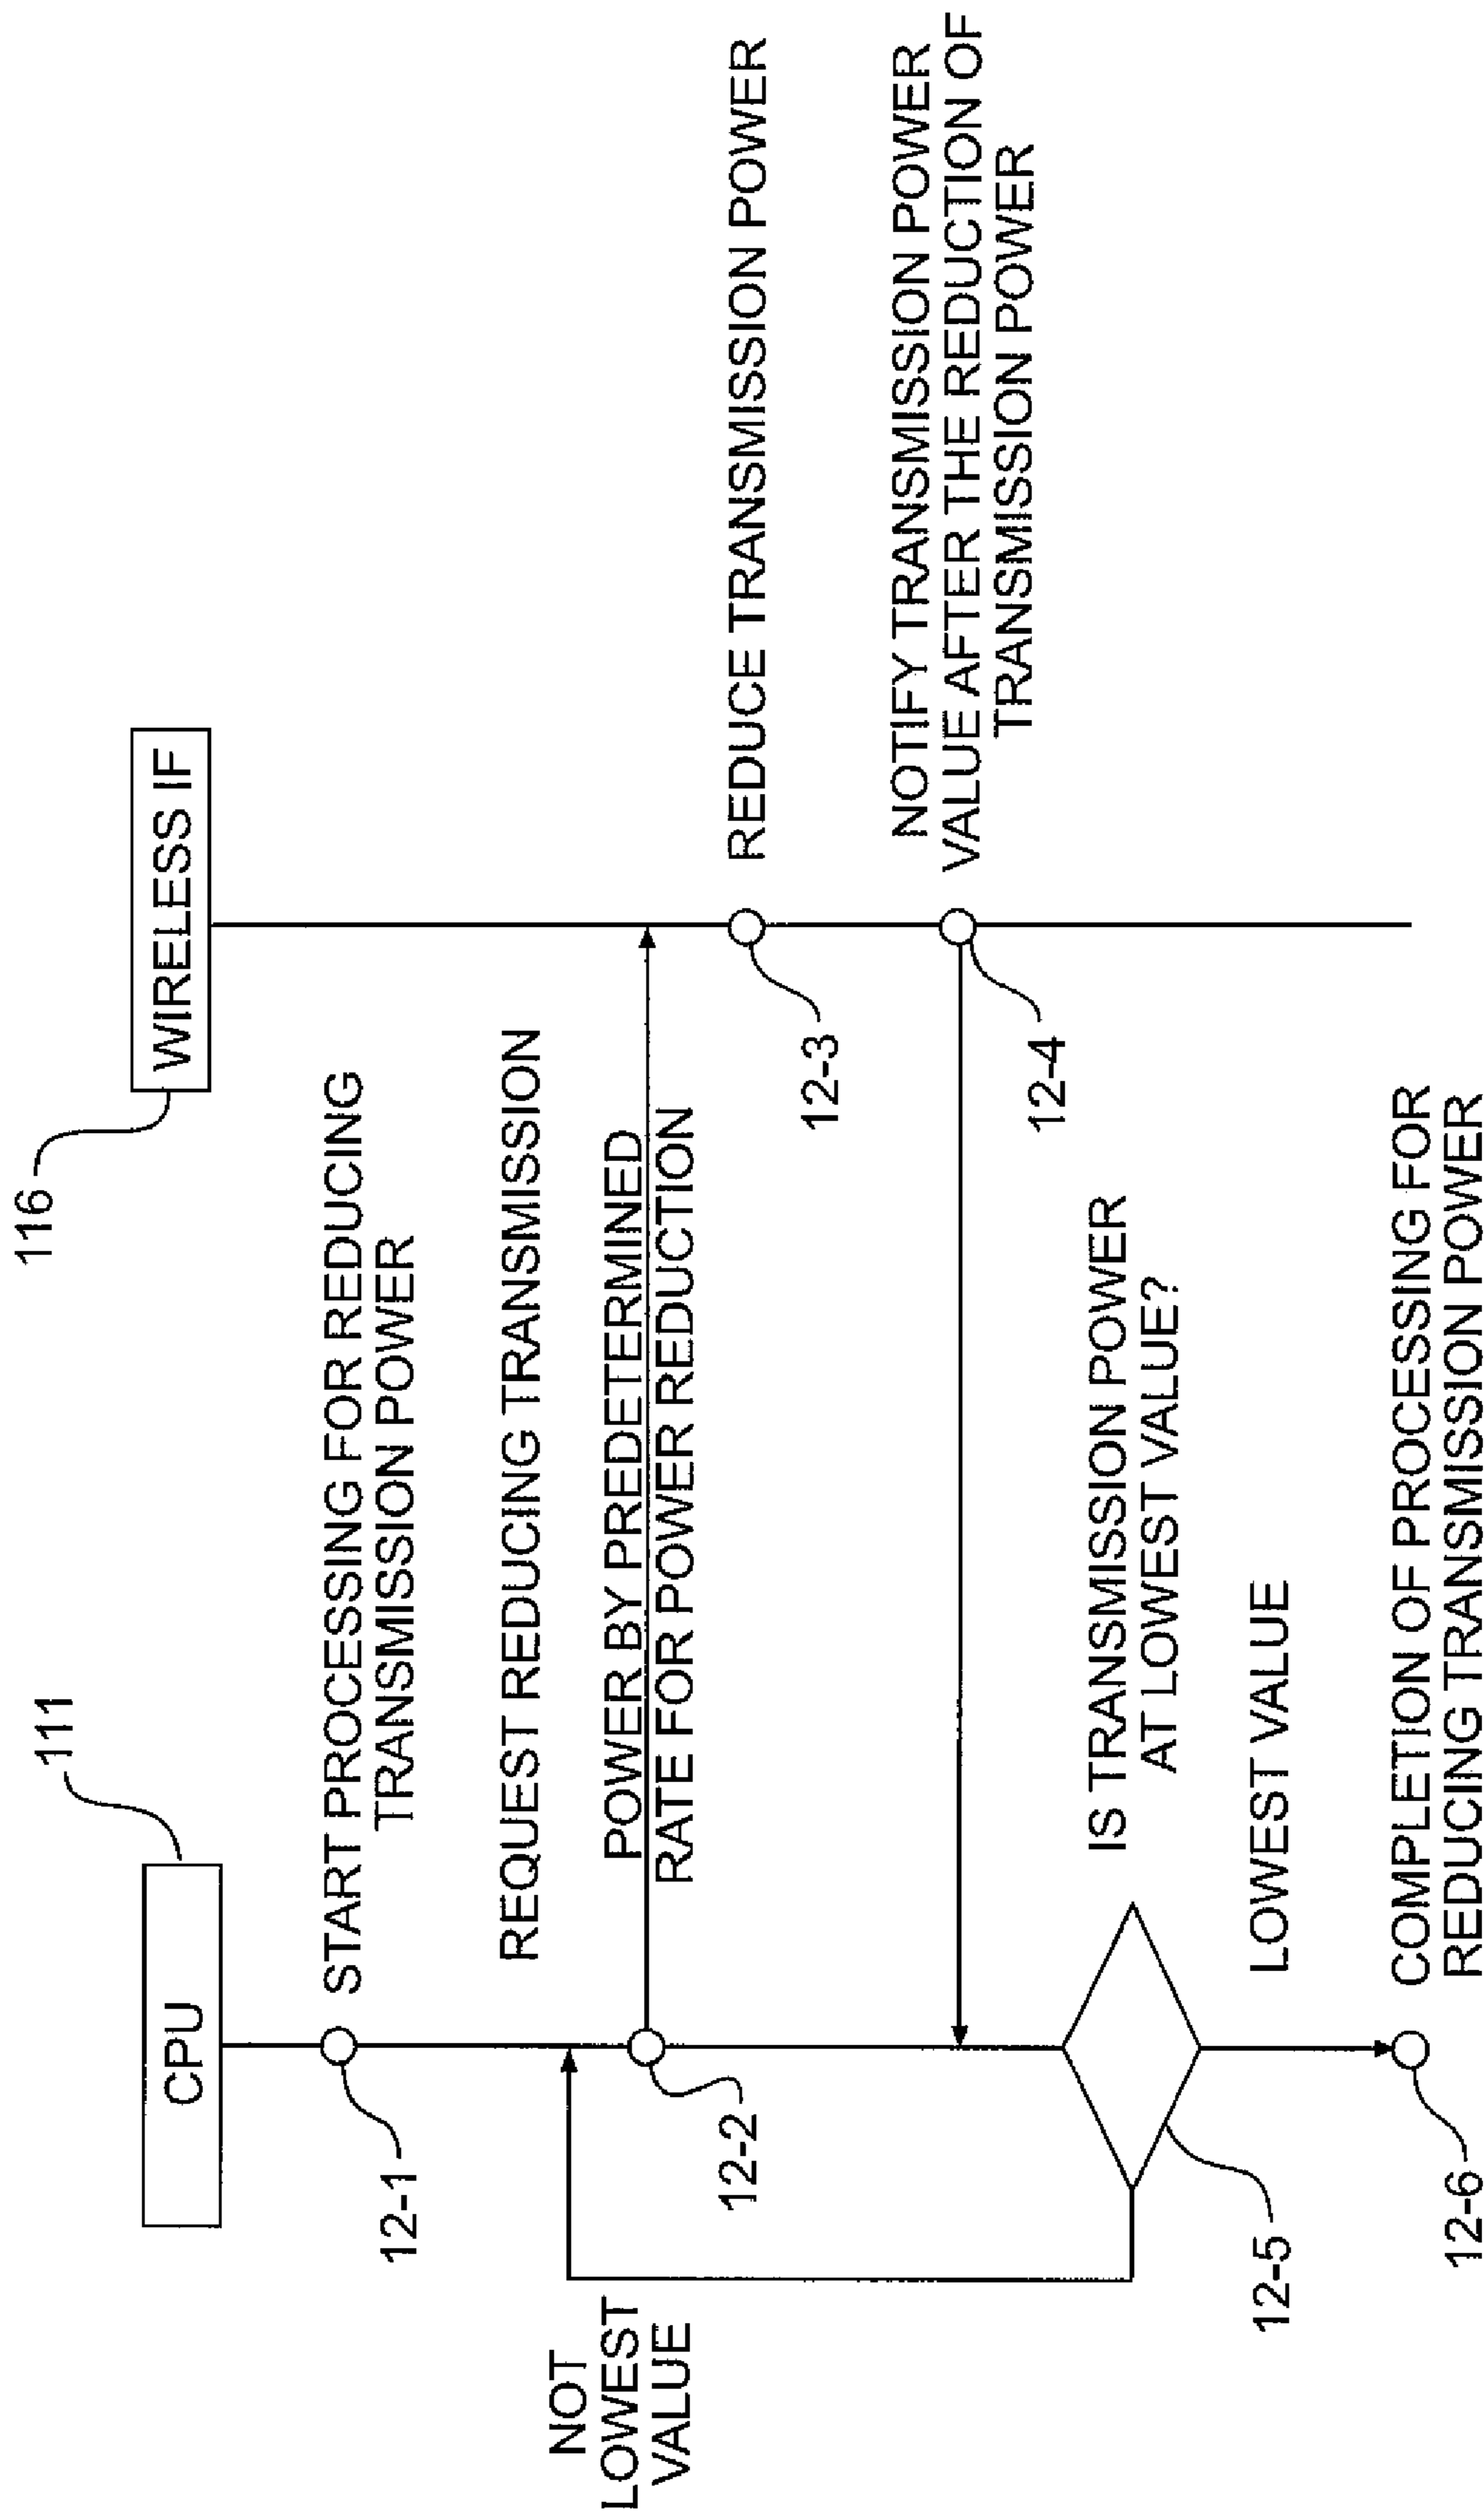 111
116
CPU
WIRELESS IF
12-1
START PROCESSING FOR REDUCING
TRANSMISSION POWER
REQUEST REDUCING TRANSMISSION
POWER BY PREDETERMINED
RATE FOR POWER REDUCTION
NOT
LOWEST
VALUE
12-2
REDUCE TRANSMISSION POWER
12-3
NOTIFY TRANSMISSION POWER
VALUE AFTER THE REDUCTION OF
TRANSMISSION POWER
12-4
IS TRANSMISSION POWER
AT LOWEST VALUE?
12-5
LOWEST VALUE
COMPLETION OF PROCESSING FOR
REDUCING TRANSMISSION POWER
12-6